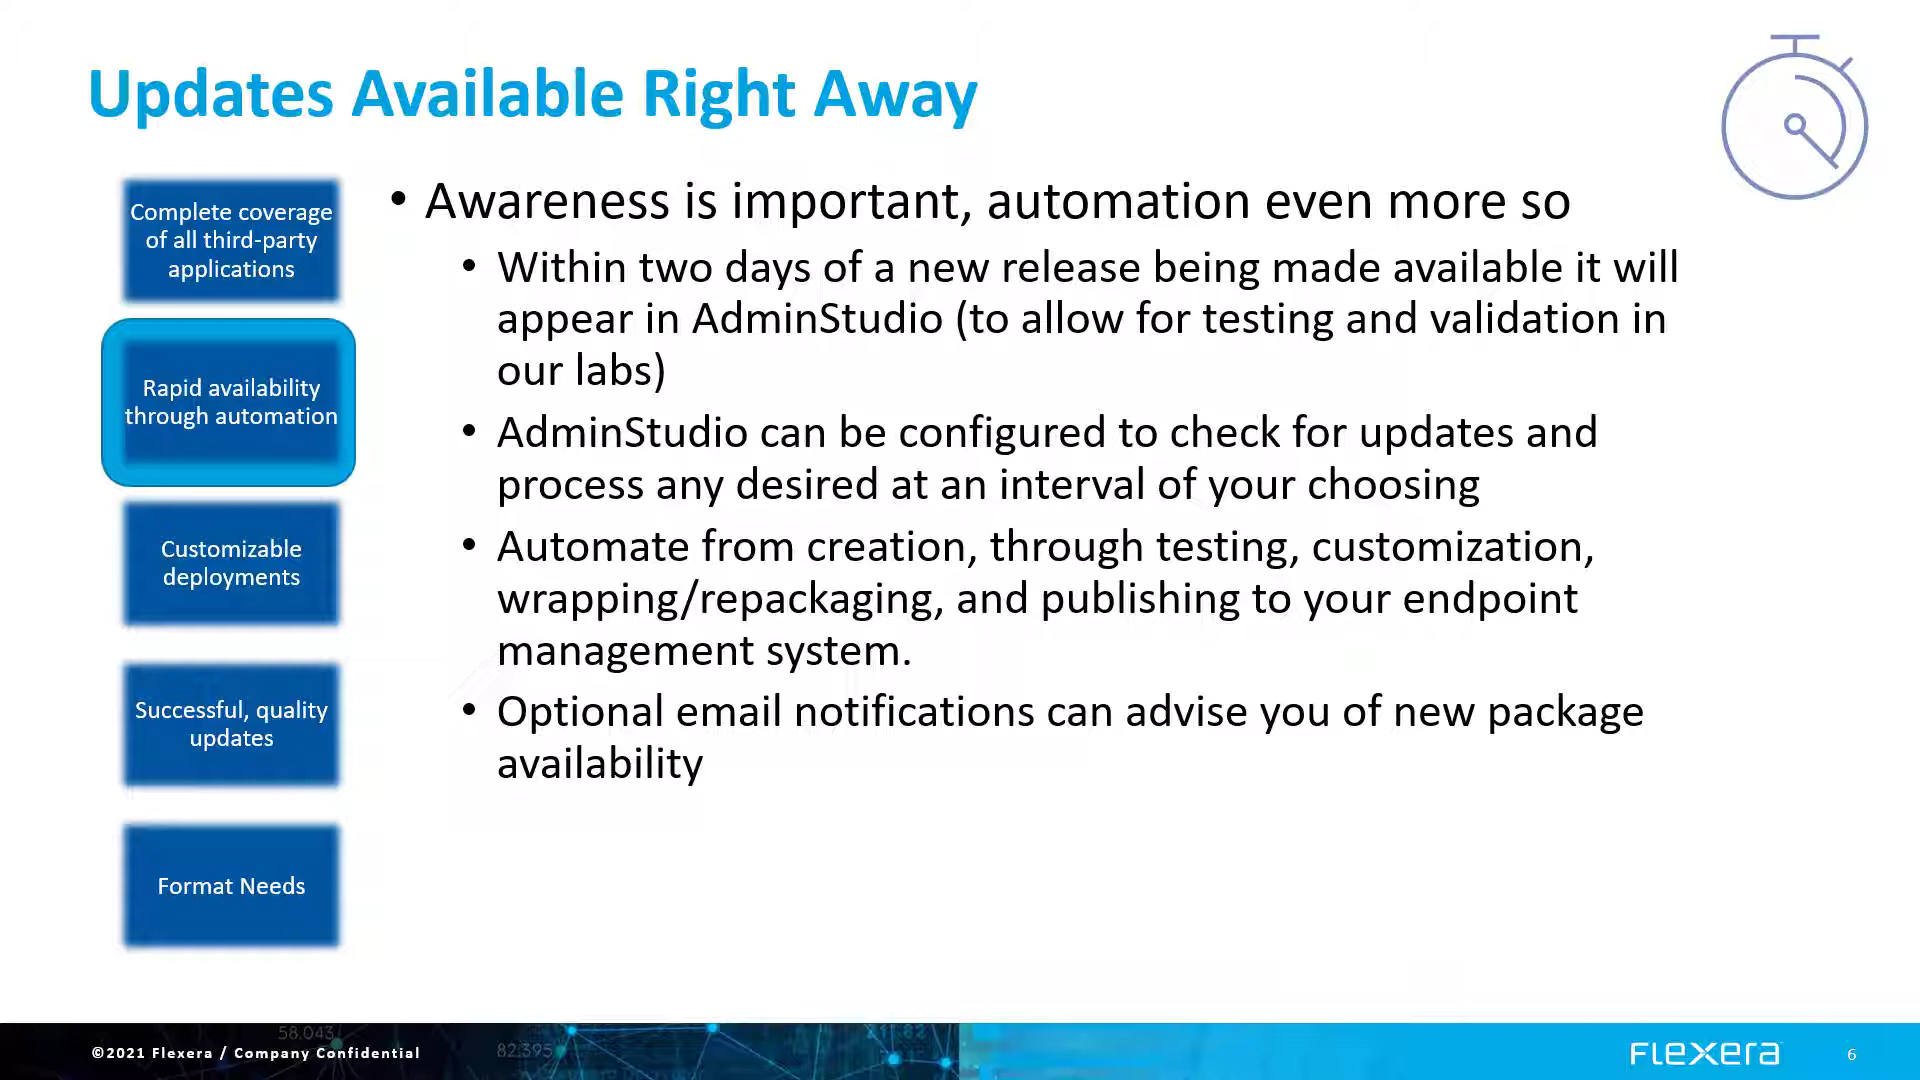 Updates Available Right Away
Complete coverage
of all third-party
applications
Rapid availability
through automation
Customizable
deployments
Successful, quality
updates
Format Needs
• Awareness is important, automation even more so
• Within two days of a new release being made available it will
appear in AdminStudio (to allow for testing and validation in
our labs)
• AdminStudio can be configured to check for updates and
process any desired at an interval of your choosing
• Automate from creation, through testing, customization,
wrapping/repackaging, and publishing to your endpoint
management system.
• Optional email notifications can advise you of new package
availability
58.043
82.395
©2021 Flexera / Company Confidential
FLEXERA
6